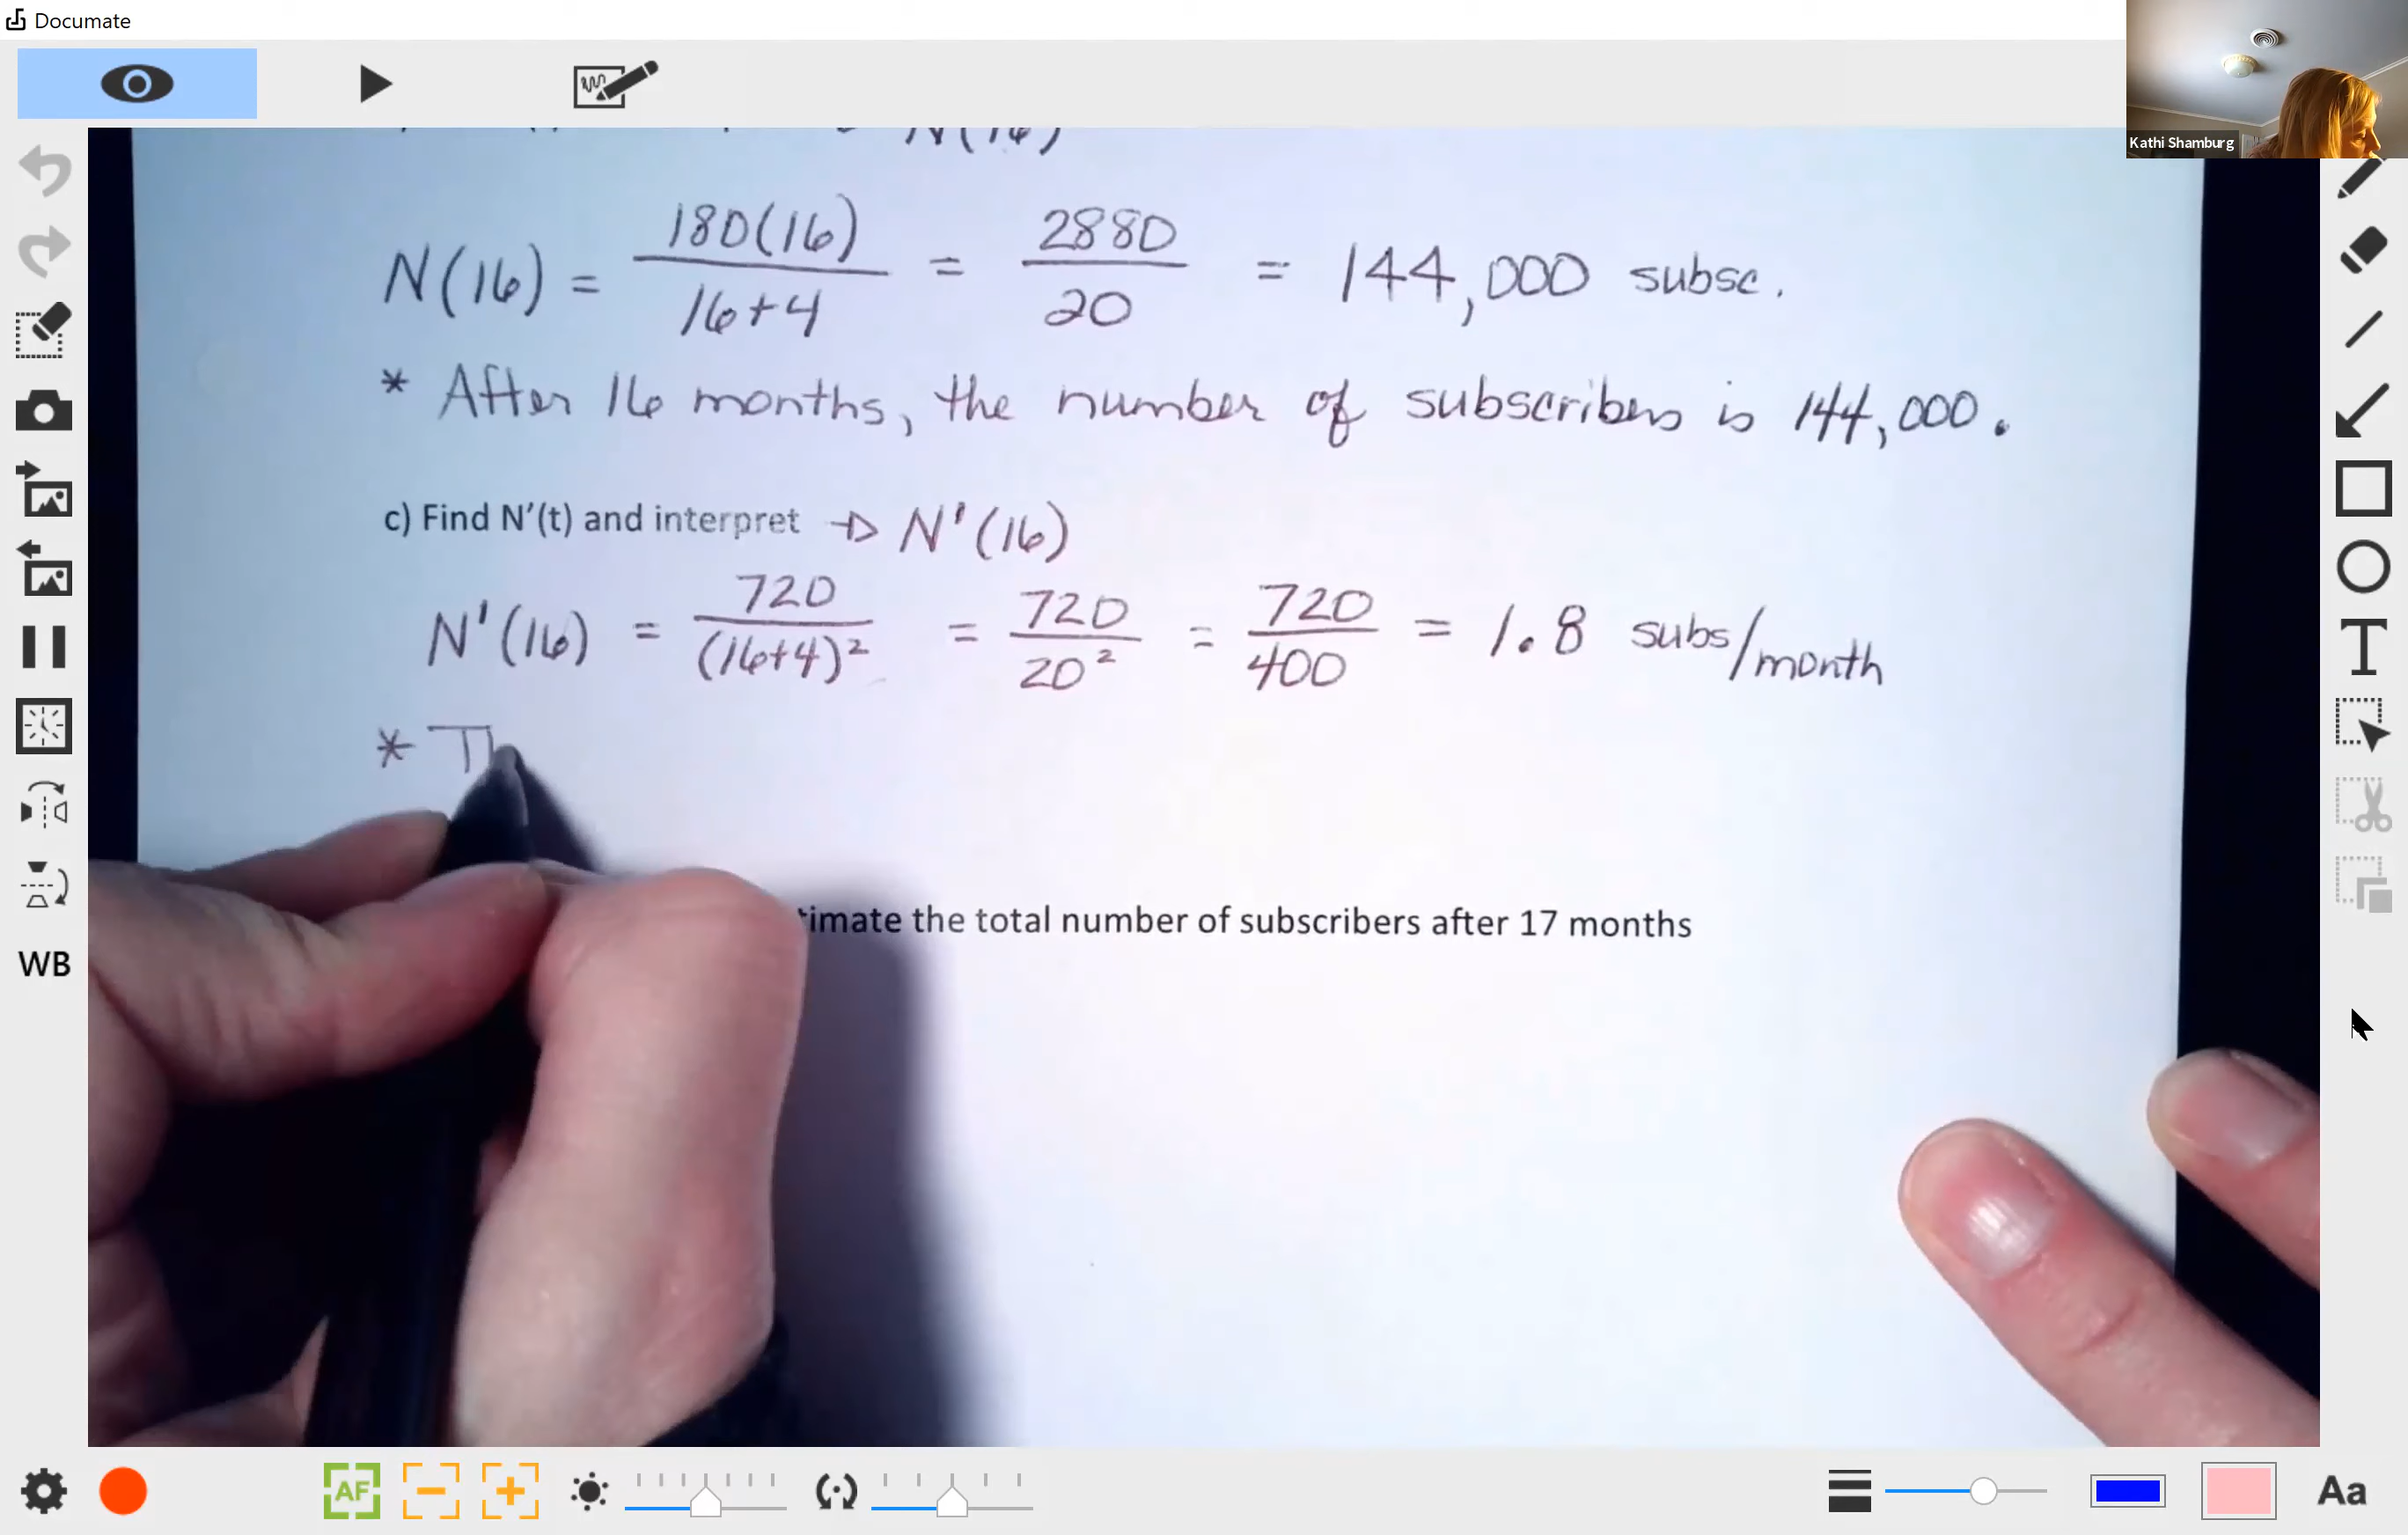 Documate
Kathi Shamburg
N(16)
N(16) = 180(16) / 16+4 = 2880 / 20 = 144,000 subsc.
* After 16 months, the number of subscribers is 144,000.
c) Find N'(t) and interpret → N'(16)
N'(16) = 720 / (16+4)² = 720 / 20² = 720 / 400 = 1.8 subs/month
*
the total number of subscribers after 17 months
WB
AF
Aa